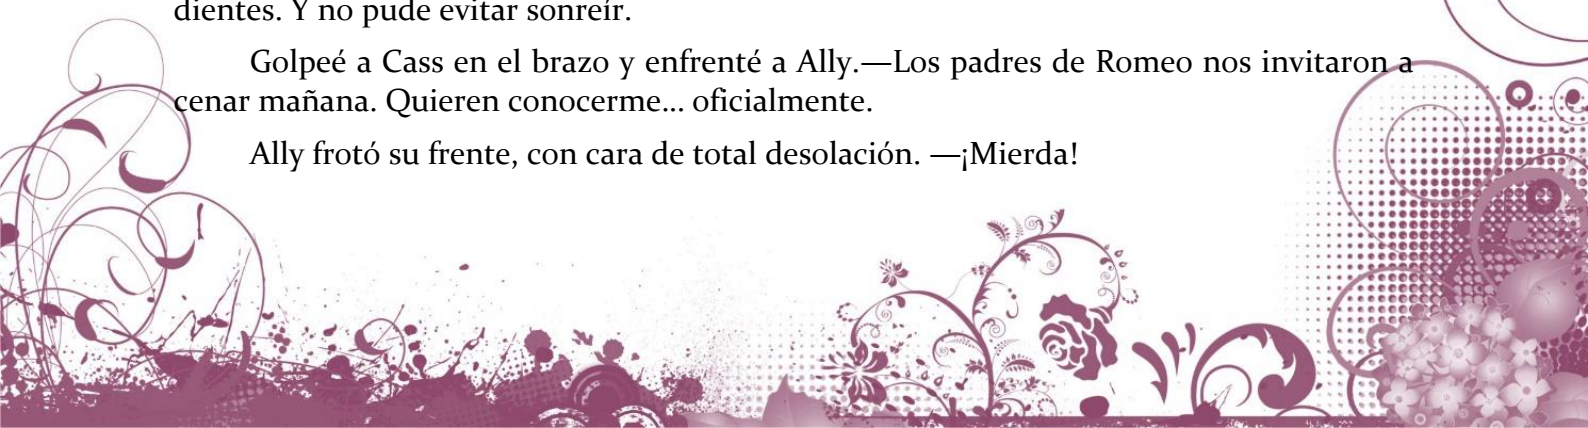 dientes. Y no pude evitar sonreír.
Golpeé a Cass en el brazo y enfrenté a Ally.—Los padres de Romeo nos invitaron a
cenar mañana. Quieren conocerme... oficialmente.
Ally frotó su frente, con cara de total desolación. —¡Mierda!